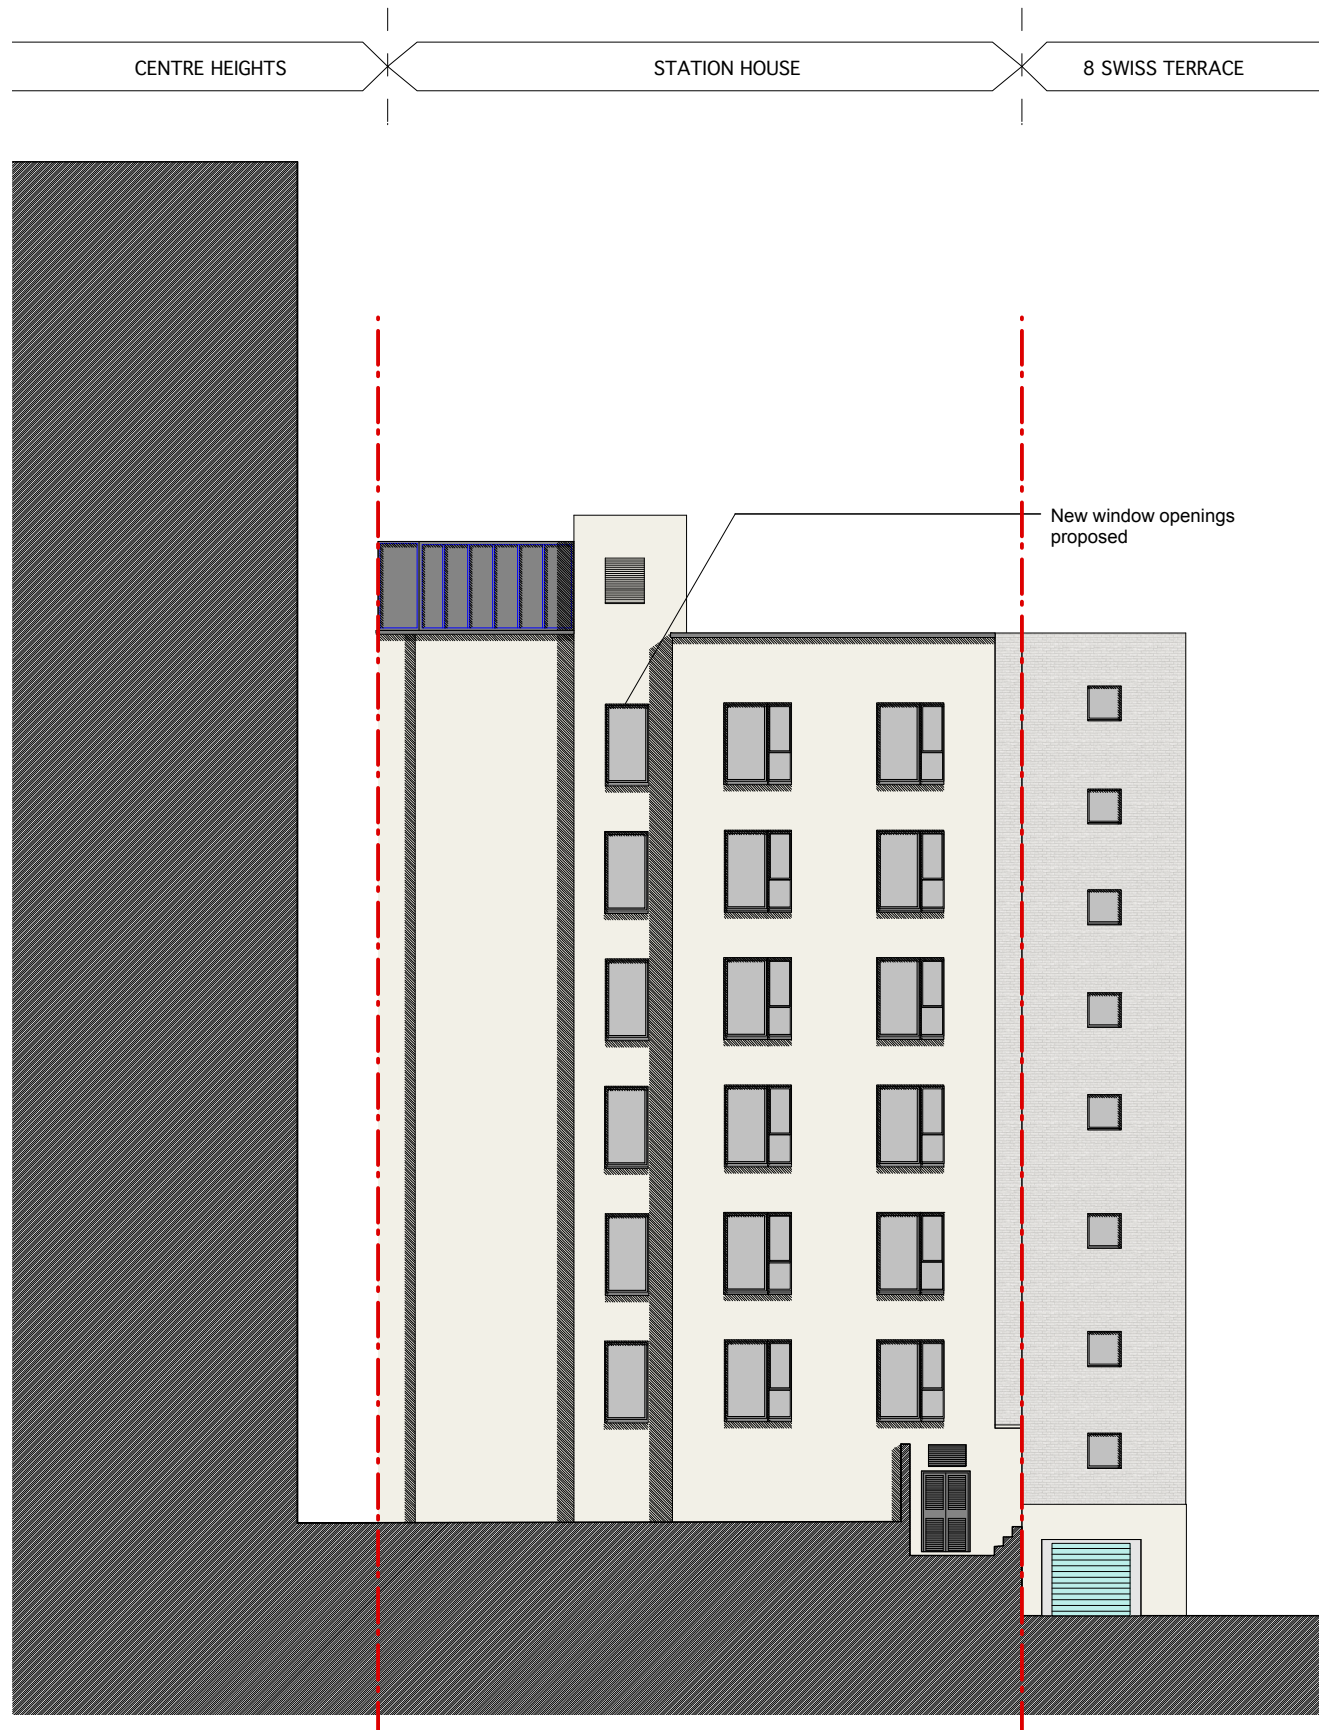 CENTRE HEIGHTS
STATION HOUSE
8 SWISS TERRACE
New window openings
proposed